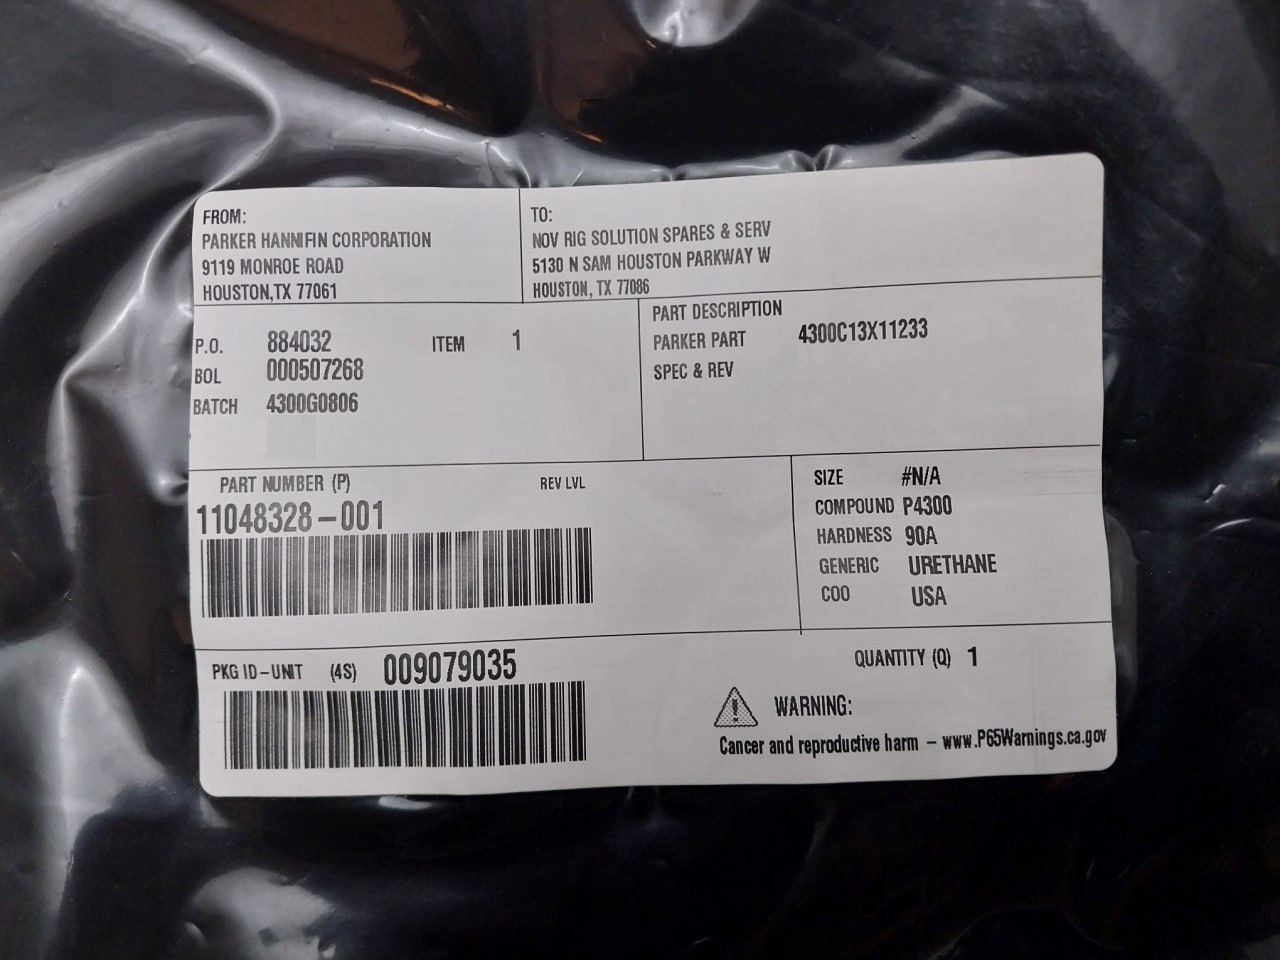 FROM:
PARKER HANNIFIN CORPORATION
9119 MONROE ROAD
HOUSTON,TX 77061
TO:
NOV RIG SOLUTION SPARES & SERV
5130 N SAM HOUSTON PARKWAY W
HOUSTON, TX 77086
P.O. 884032 ITEM 1
BOL 000507268
BATCH 4300G0806
PART DESCRIPTION
PARKER PART 4300C13X11233
SPEC & REV
PART NUMBER (P) REV LVL
11048328-001
SIZE #N/A
COMPOUND P4300
HARDNESS 90A
GENERIC URETHANE
COO USA
PKG ID-UNIT (4S) 009079035
QUANTITY (Q) 1
WARNING:
Cancer and reproductive harm - www.P65Warnings.ca.gov